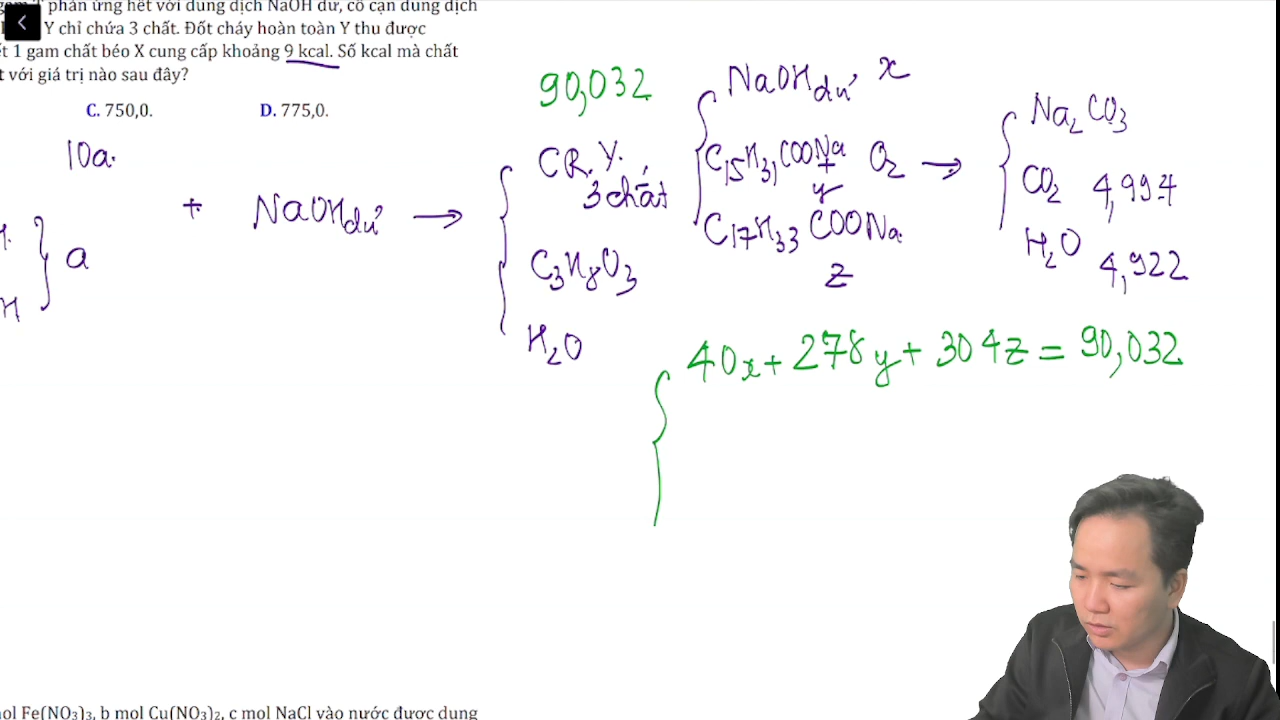 phản ứng hết với dung dịch NaOH dư, cô cạn dung dịch
Y chỉ chứa 3 chất. Đốt cháy hoàn toàn Y thu được
1 gam chất béo X cung cấp khoảng 9 kcal. Số kcal mà chất
với giá trị nào sau đây?
C. 750,0. D. 775,0.
10a.
+ NaOH dư →
a
90,032
CR. Y.
3 chất
C3H8O3
H2O
NaOH dư x
C15H31COONa
y
+ O2 →
C17H33COONa
z
Na2CO3
CO2 4,994
H2O 4,922
40x + 278y + 304z = 90,032
Fe(NO3)3, b mol Cu(NO3)2, c mol NaCl vào nước được dung